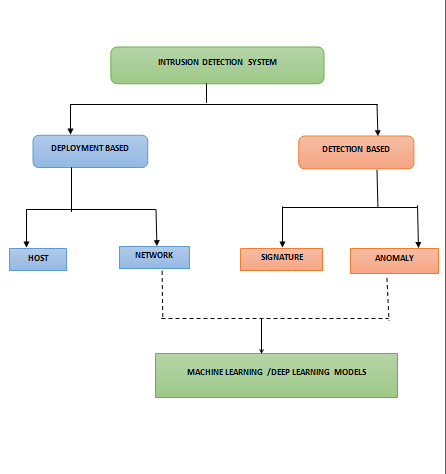 INTRUSION DETECTION SYSTEM
DEPLOYMENT BASED
DETECTION BASED
HOST
NETWORK
SIGNATURE
ANOMALY
MACHINE LEARNING /DEEP LEARNING MODELS